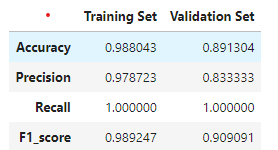 Training Set Validation Set
Accuracy 0.988043 0.891304
Precision 0.978723 0.833333
Recall 1.000000 1.000000
F1_score 0.989247 0.909091